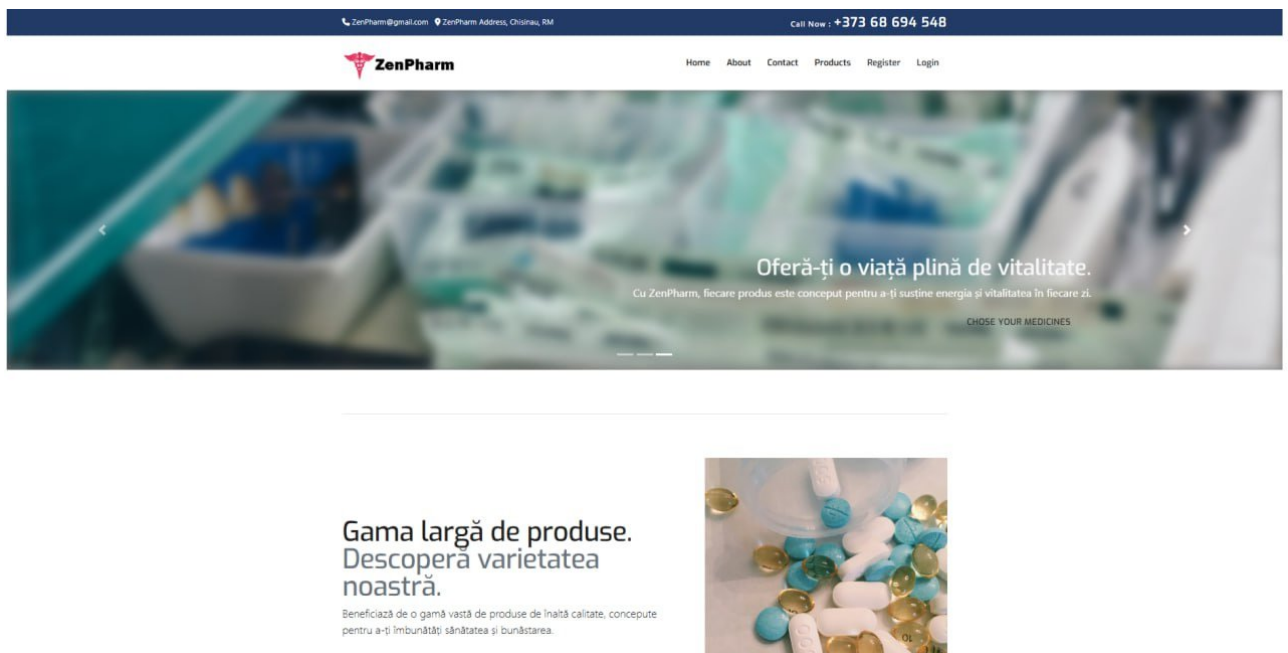 ZenPharm@gmail.com ZenPharm Address, Chisinau, RM
Call Now : +373 68 694 548
ZenPharm
Home About Contact Products Register Login
Oferă-ți o viață plină de vitalitate.
Cu ZenPharm, fiecare produs este conceput pentru a-ți susține energia și vitalitatea în fiecare zi.
CHOSE YOUR MEDICINES
Gama largă de produse.
Descoperă varietatea
noastră.
Beneficiază de o gamă vastă de produse de înaltă calitate, concepute
pentru a-ți îmbunătăți sănătatea și bunăstarea.